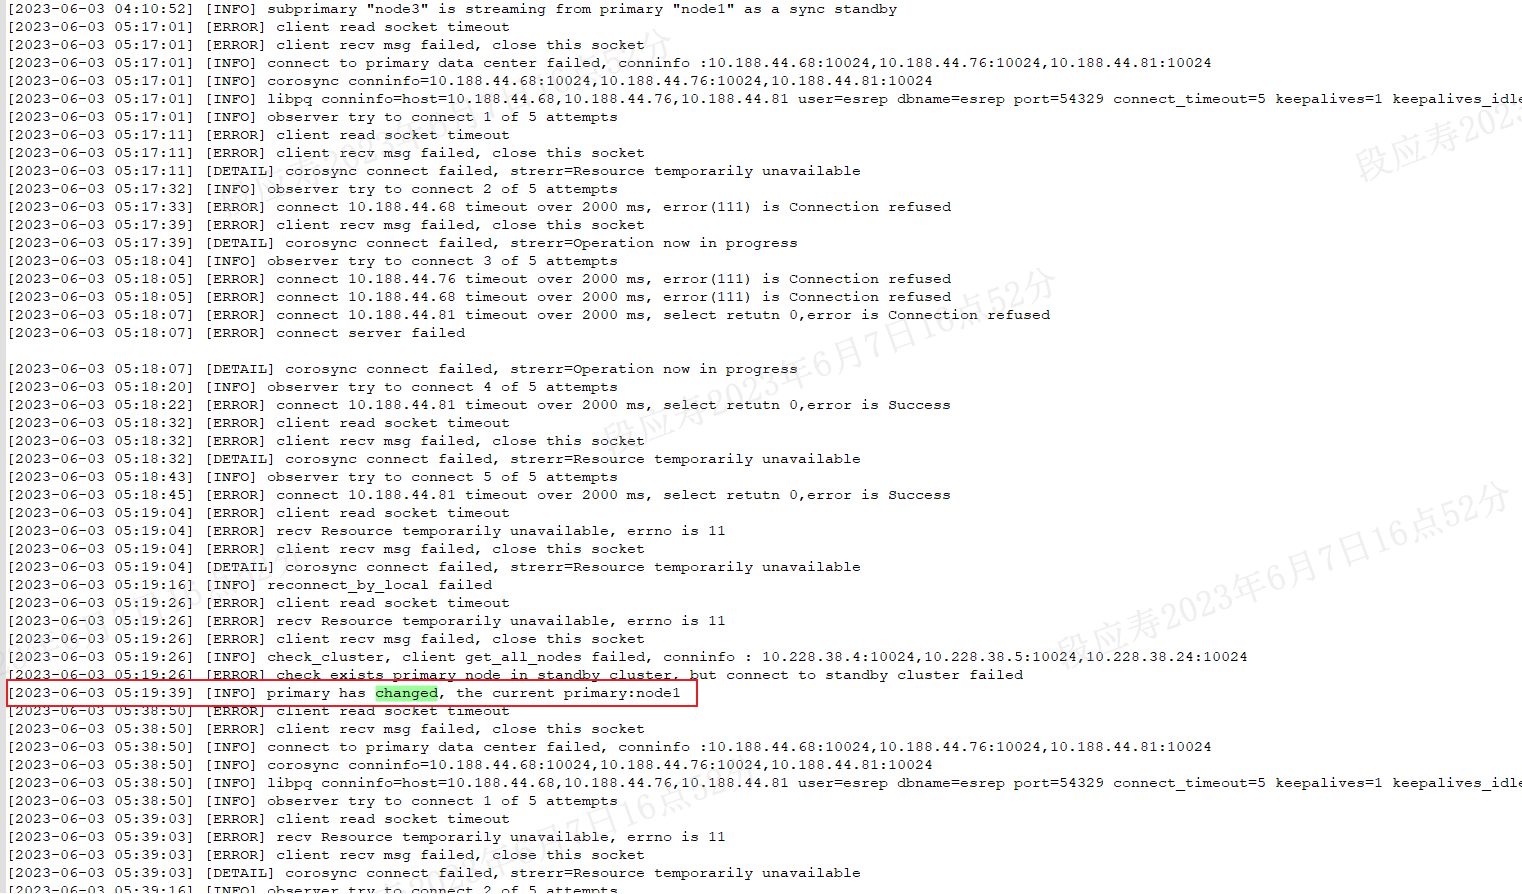 [2023-06-03 04:10:52] [INFO] subprimary "node3" is streaming from primary "node1" as a sync standby
[2023-06-03 05:17:01] [ERROR] client read socket timeout
[2023-06-03 05:17:01] [ERROR] client recv msg failed, close this socket
[2023-06-03 05:17:01] [INFO] connect to primary data center failed, conninfo :10.188.44.68:10024,10.188.44.76:10024,10.188.44.81:10024
[2023-06-03 05:17:01] [INFO] corosync conninfo=10.188.44.68:10024,10.188.44.76:10024,10.188.44.81:10024
[2023-06-03 05:17:01] [INFO] libpq conninfo=host=10.188.44.68,10.188.44.76,10.188.44.81 user=esrep dbname=esrep port=54329 connect_timeout=5 keepalives=1 keepalives_idle
[2023-06-03 05:17:01] [INFO] observer try to connect 1 of 5 attempts
[2023-06-03 05:17:11] [ERROR] client read socket timeout
[2023-06-03 05:17:11] [ERROR] client recv msg failed, close this socket
[2023-06-03 05:17:11] [DETAIL] corosync connect failed, strerr=Resource temporarily unavailable
[2023-06-03 05:17:32] [INFO] observer try to connect 2 of 5 attempts
[2023-06-03 05:17:33] [ERROR] connect 10.188.44.68 timeout over 2000 ms, error(111) is Connection refused
[2023-06-03 05:17:39] [ERROR] client recv msg failed, close this socket
[2023-06-03 05:17:39] [DETAIL] corosync connect failed, strerr=Operation now in progress
[2023-06-03 05:18:04] [INFO] observer try to connect 3 of 5 attempts
[2023-06-03 05:18:05] [ERROR] connect 10.188.44.76 timeout over 2000 ms, error(111) is Connection refused
[2023-06-03 05:18:05] [ERROR] connect 10.188.44.68 timeout over 2000 ms, error(111) is Connection refused
[2023-06-03 05:18:07] [ERROR] connect 10.188.44.81 timeout over 2000 ms, select retutn 0,error is Connection refused
[2023-06-03 05:18:07] [ERROR] connect server failed
[2023-06-03 05:18:07] [DETAIL] corosync connect failed, strerr=Operation now in progress
[2023-06-03 05:18:20] [INFO] observer try to connect 4 of 5 attempts
[2023-06-03 05:18:22] [ERROR] connect 10.188.44.81 timeout over 2000 ms, select retutn 0,error is Success
[2023-06-03 05:18:32] [ERROR] client read socket timeout
[2023-06-03 05:18:32] [ERROR] client recv msg failed, close this socket
[2023-06-03 05:18:32] [DETAIL] corosync connect failed, strerr=Resource temporarily unavailable
[2023-06-03 05:18:43] [INFO] observer try to connect 5 of 5 attempts
[2023-06-03 05:18:45] [ERROR] connect 10.188.44.81 timeout over 2000 ms, select retutn 0,error is Success
[2023-06-03 05:19:04] [ERROR] client read socket timeout
[2023-06-03 05:19:04] [ERROR] recv Resource temporarily unavailable, errno is 11
[2023-06-03 05:19:04] [ERROR] client recv msg failed, close this socket
[2023-06-03 05:19:04] [DETAIL] corosync connect failed, strerr=Resource temporarily unavailable
[2023-06-03 05:19:16] [INFO] reconnect_by_local failed
[2023-06-03 05:19:26] [ERROR] client read socket timeout
[2023-06-03 05:19:26] [ERROR] recv Resource temporarily unavailable, errno is 11
[2023-06-03 05:19:26] [ERROR] client recv msg failed, close this socket
[2023-06-03 05:19:26] [INFO] check_cluster, client get_all_nodes failed, conninfo : 10.228.38.4:10024,10.228.38.5:10024,10.228.38.24:10024
[2023-06-03 05:19:26] [ERROR] check exists primary node in standby cluster, but connect to standby cluster failed
[2023-06-03 05:19:39] [INFO] primary has changed, the current primary:node1
[2023-06-03 05:38:50] [ERROR] client read socket timeout
[2023-06-03 05:38:50] [ERROR] client recv msg failed, close this socket
[2023-06-03 05:38:50] [INFO] connect to primary data center failed, conninfo :10.188.44.68:10024,10.188.44.76:10024,10.188.44.81:10024
[2023-06-03 05:38:50] [INFO] corosync conninfo=10.188.44.68:10024,10.188.44.76:10024,10.188.44.81:10024
[2023-06-03 05:38:50] [INFO] libpq conninfo=host=10.188.44.68,10.188.44.76,10.188.44.81 user=esrep dbname=esrep port=54329 connect_timeout=5 keepalives=1 keepalives_idle
[2023-06-03 05:38:50] [INFO] observer try to connect 1 of 5 attempts
[2023-06-03 05:39:03] [ERROR] client read socket timeout
[2023-06-03 05:39:03] [ERROR] recv Resource temporarily unavailable, errno is 11
[2023-06-03 05:39:03] [ERROR] client recv msg failed, close this socket
[2023-06-03 05:39:03] [DETAIL] corosync connect failed, strerr=Resource temporarily unavailable
[2023-06-03 05:39:16] [INFO] observer try to connect 2 of 5 attempts
段应寿2023年6月7日16点52分
段应寿2023
段应寿2023年6月7日16点52分
段应寿2023年6月7日16点52分